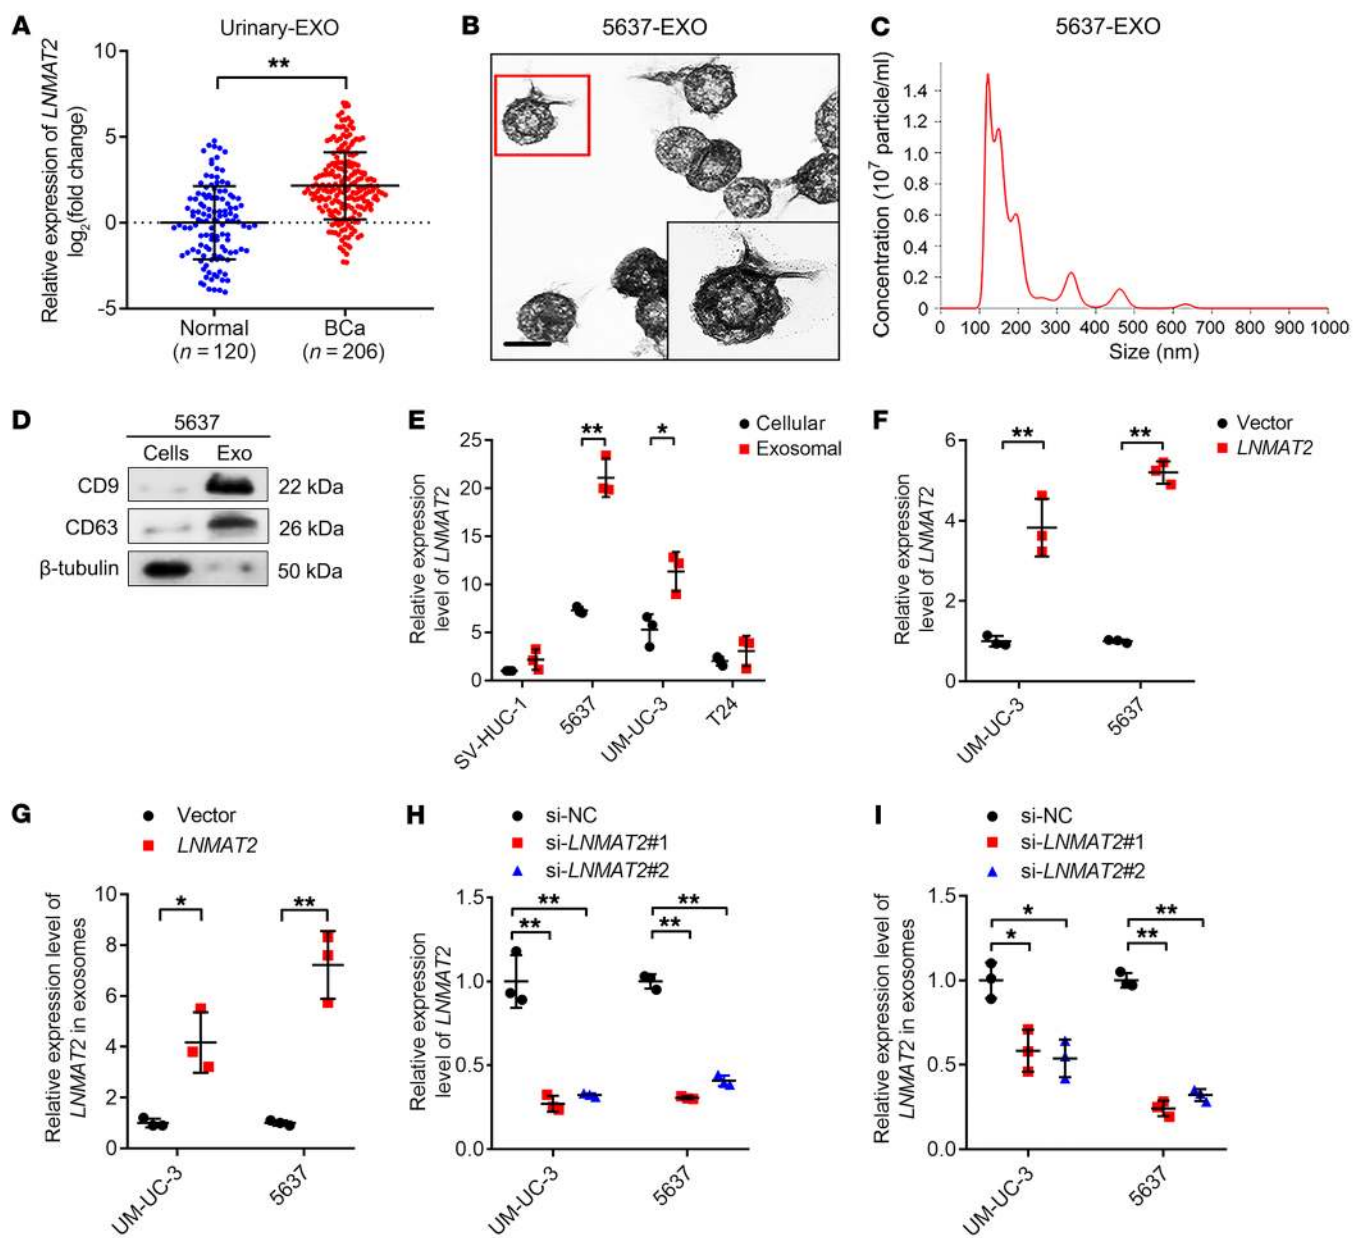 A
Urinary-EXO
Relative expression of LNMAT2
log2(fold change)
**
10
5
0
-5
Normal
(n = 120)
BCa
(n = 206)
B
5637-EXO
C
5637-EXO
Concentration (10^7 particle/ml)
1.4
1.2
1.0
0.8
0.6
0.4
0.2
0
0 100 200 300 400 500 600 700 800 900 1000
Size (nm)
D
5637
Cells Exo
CD9 22 kDa
CD63 26 kDa
β-tubulin 50 kDa
E
Cellular
Exosomal
Relative expression
level of LNMAT2
** *
25
20
15
10
5
0
SV-HUC-1 5637 UM-UC-3 T24
F
Vector
LNMAT2
Relative expression
level of LNMAT2
** **
6
4
2
0
UM-UC-3 5637
G
Vector
LNMAT2
Relative expression level of
LNMAT2 in exosomes
* **
10
8
6
4
2
0
UM-UC-3 5637
H
si-NC
si-LNMAT2#1
si-LNMAT2#2
Relative expression
level of LNMAT2
** **
** **
1.5
1.0
0.5
0.0
UM-UC-3 5637
I
si-NC
si-LNMAT2#1
si-LNMAT2#2
Relative expression level of
LNMAT2 in exosomes
* **
* **
1.5
1.0
0.5
0.0
UM-UC-3 5637